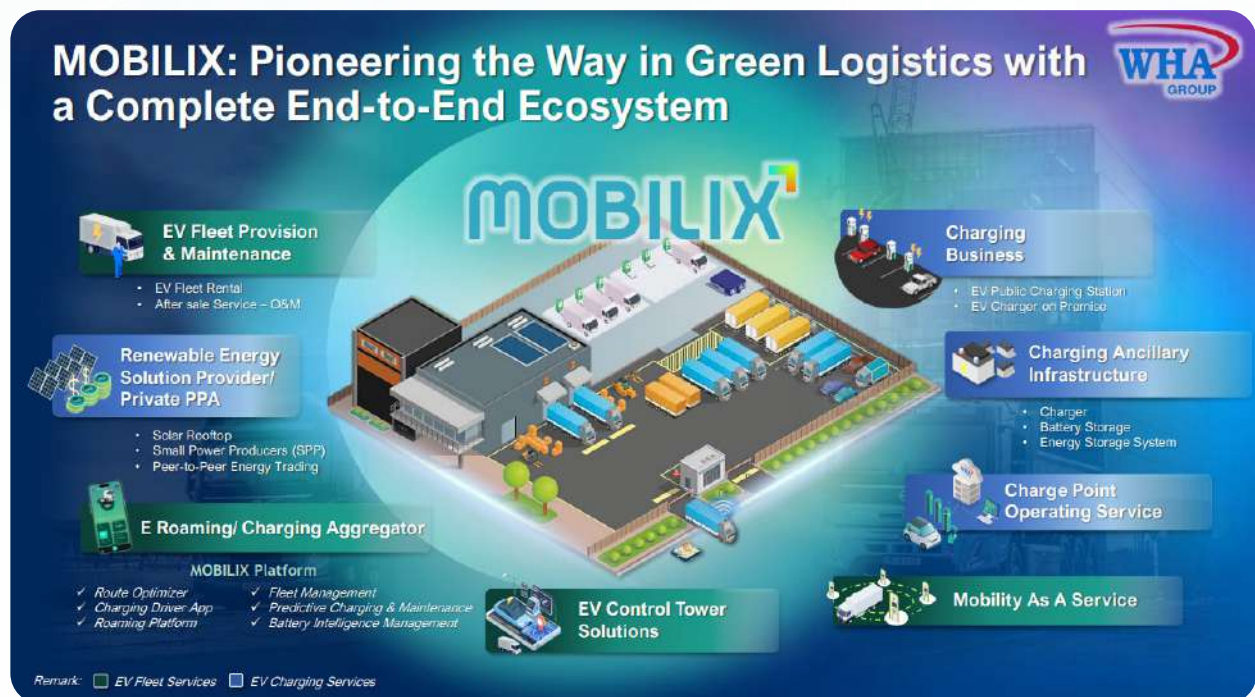 MOBILIX: Pioneering the Way in Green Logistics with
a Complete End-to-End Ecosystem
WHA
GROUP
MOBILIX
EV Fleet Provision
& Maintenance
• EV Fleet Rental
• After sale Service – O&M
Renewable Energy
Solution Provider/
Private PPA
• Solar Rooftop
• Small Power Producers (SPP)
• Peer-to-Peer Energy Trading
E Roaming/ Charging Aggregator
MOBILIX Platform
✓ Route Optimizer
✓ Charging Driver App
✓ Roaming Platform
✓ Fleet Management
✓ Predictive Charging & Maintenance
✓ Battery Intelligence Management
EV Control Tower
Solutions
Charging
Business
• EV Public Charging Station
• EV Charger on Premise
Charging Ancillary
Infrastructure
• Charger
• Battery Storage
• Energy Storage System
Charge Point
Operating Service
Mobility As A Service
Remark: EV Fleet Services EV Charging Services